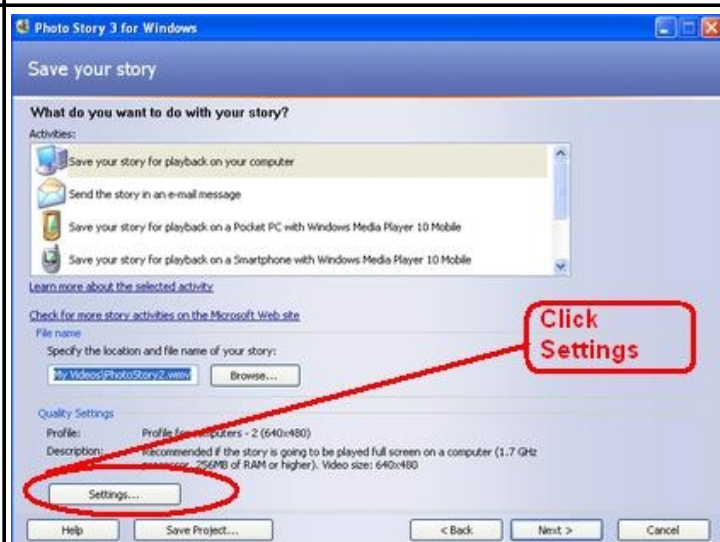 Photo Story 3 for Windows
Save your story
What do you want to do with your story?
Activities:
Save your story for playback on your computer
Send the story in an e-mail message
Save your story for playback on a Pocket PC with Windows Media Player 10 Mobile
Save your story for playback on a Smartphone with Windows Media Player 10 Mobile
Learn more about the selected activity
Check for more story activities on the Microsoft Web site
Click
Settings
File name
Specify the location and file name of your story:
My Videos\PhotoStory2.wmv
Browse...
Quality Settings
Profile: Profile for computers - 2 (640x480)
Description: Recommended if the story is going to be played full screen on a computer (1.7 GHz
processor, 256MB of RAM or higher). Video size: 640x480
Settings...
Help Save Project... < Back Next > Cancel